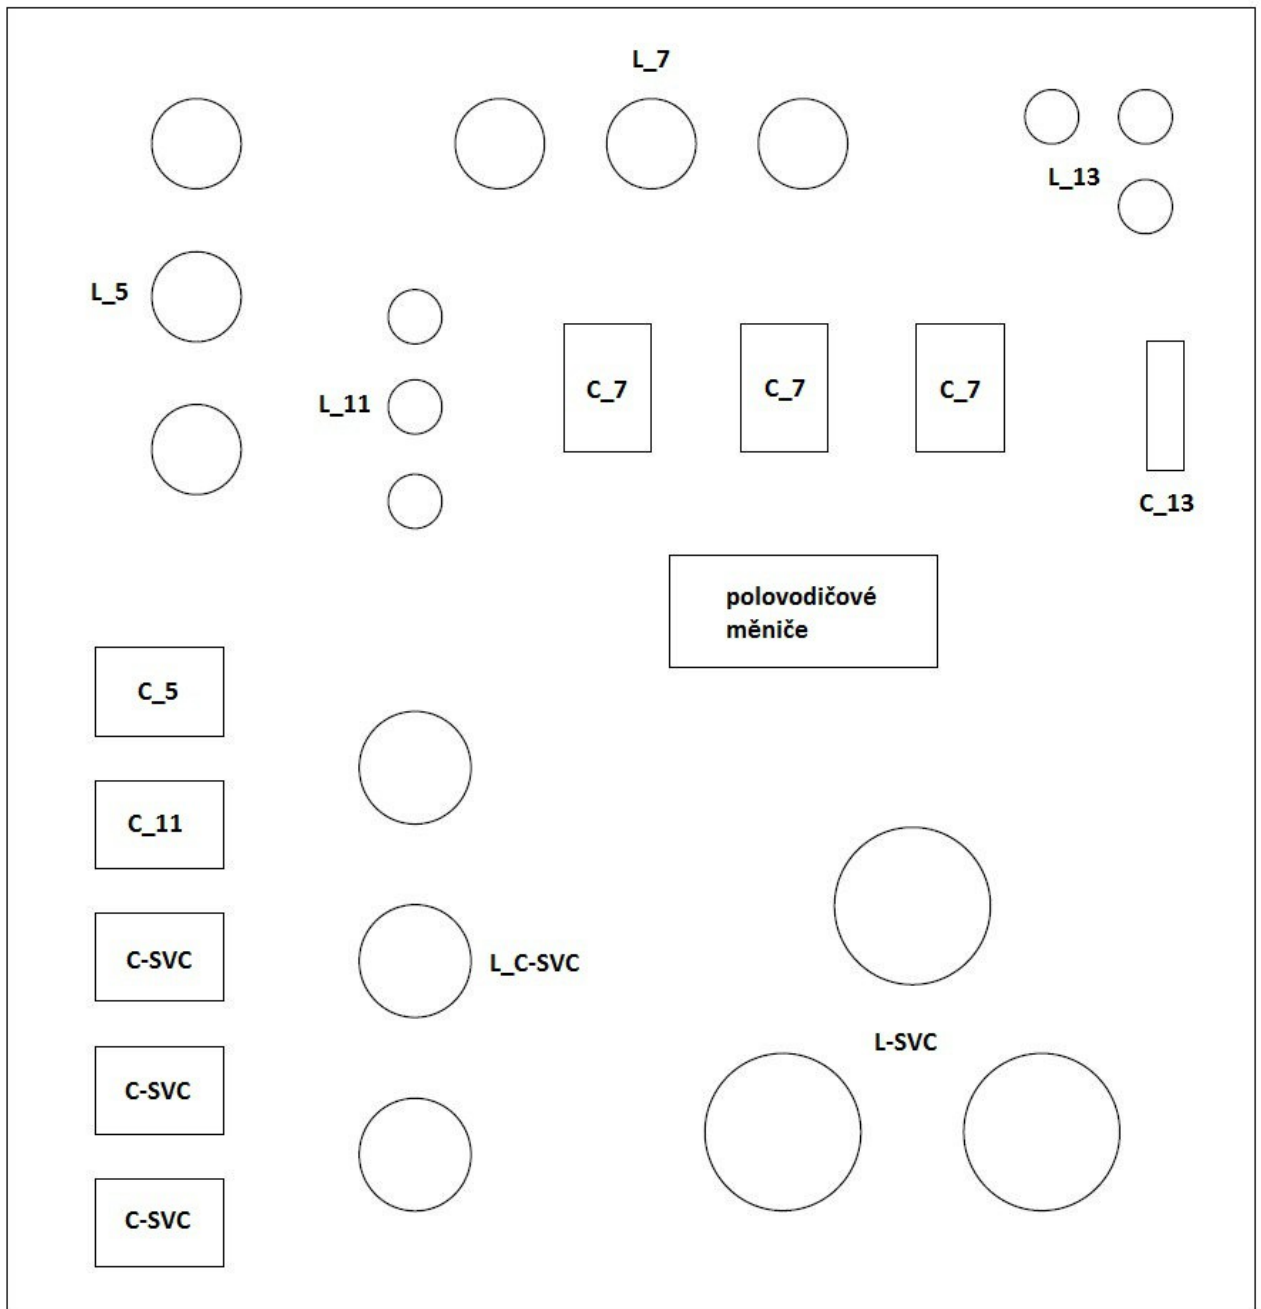 L_7
L_13
L_5
L_11
C_7
C_7
C_7
C_13
polovodičové
měniče
C_5
C_11
C-SVC
L_C-SVC
L-SVC
C-SVC
C-SVC